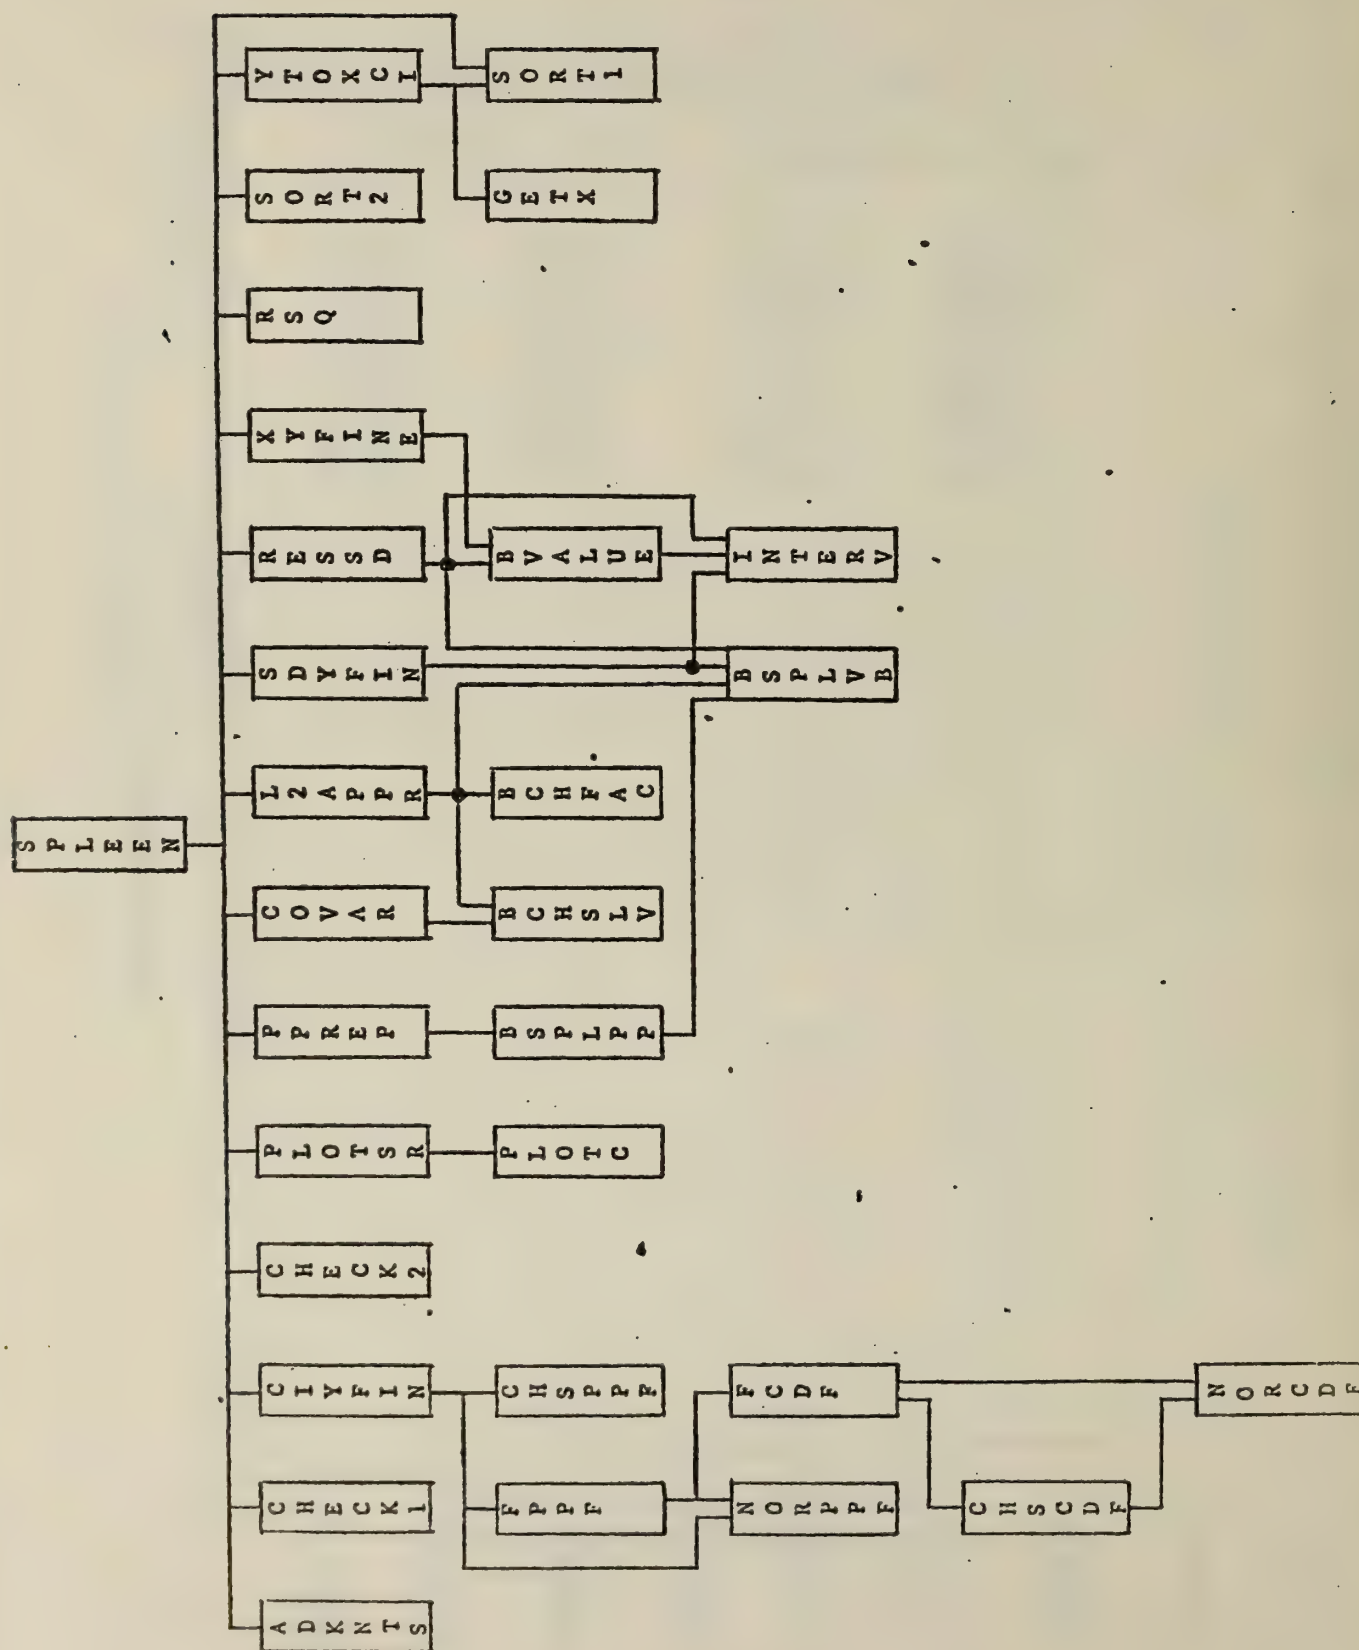 SPLEEN
YTOXCI
SORT1
SORT2
GETX
RSQ
XYFINE
RESSD
BVALUE
INTERV
SDYFIN
BSPLVB
L2APPR
BCHFAC
COVAR
BCHSLV
PPREP
BSPLPP
PLOTSR
PLOTC
CHECK2
CIYFIN
CHSPPF
FCDF
NORCDF
CHECK1
FPPF
NORPPF
CHSCDF
ADKNTS